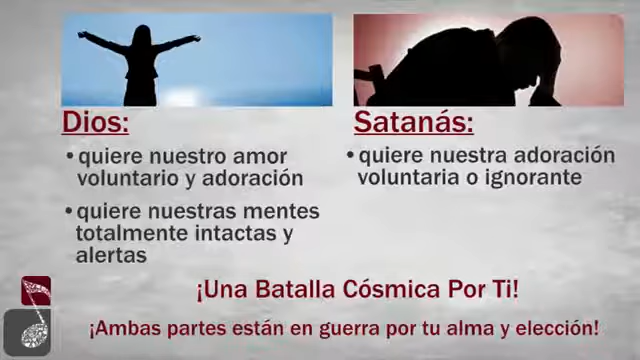 Dios:
•quiere nuestro amor
voluntario y adoración
•quiere nuestras mentes
totalmente intactas y
alertas
Satanás:
•quiere nuestra adoración
voluntaria o ignorante
¡Una Batalla Cósmica Por Ti!
¡Ambas partes están en guerra por tu alma y elección!